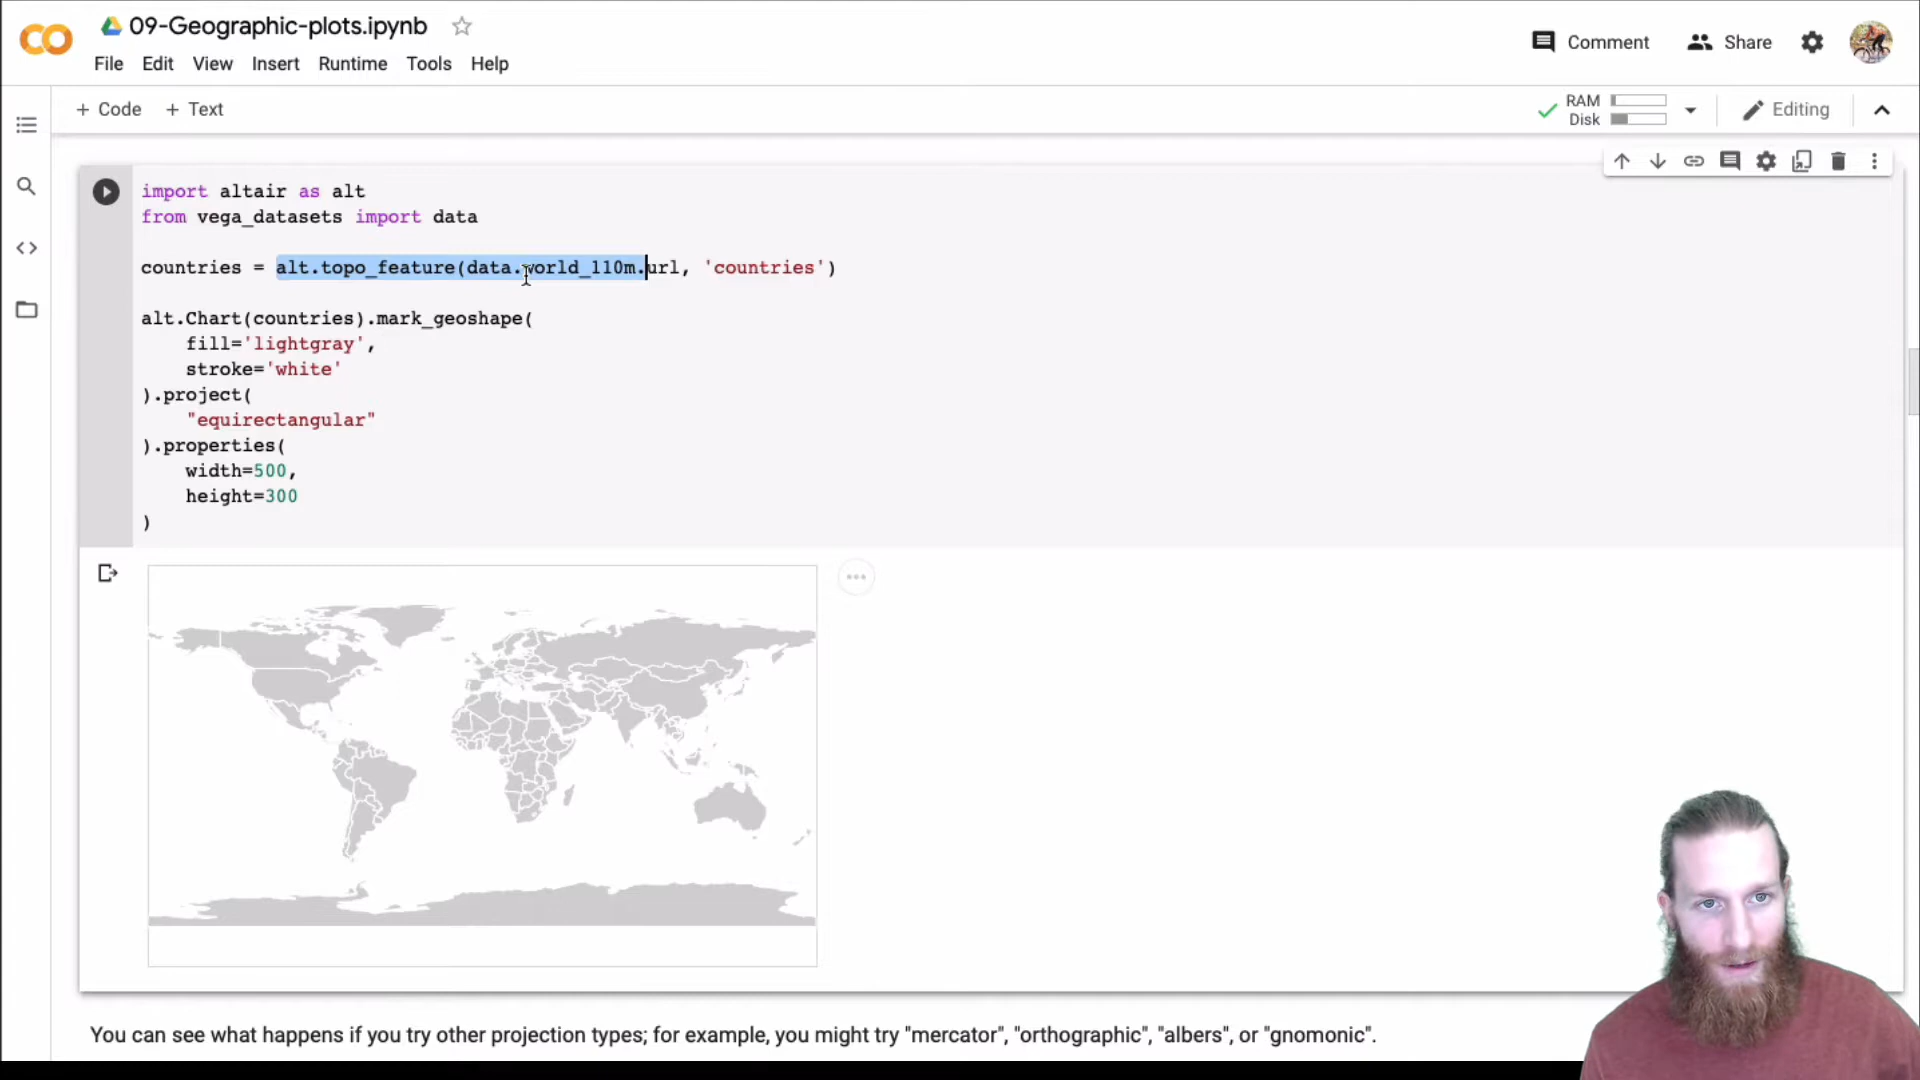 09-Geographic-plots.ipynb
File Edit View Insert Runtime Tools Help
Comment Share
+ Code + Text
RAM
Disk
Editing
import altair as alt
from vega_datasets import data
countries = alt.topo_feature(data.world_110m.url, 'countries')
alt.Chart(countries).mark_geoshape(
fill='lightgray',
stroke='white'
).project(
"equirectangular"
).properties(
width=500,
height=300
)
You can see what happens if you try other projection types; for example, you might try "mercator", "orthographic", "albers", or "gnomonic".